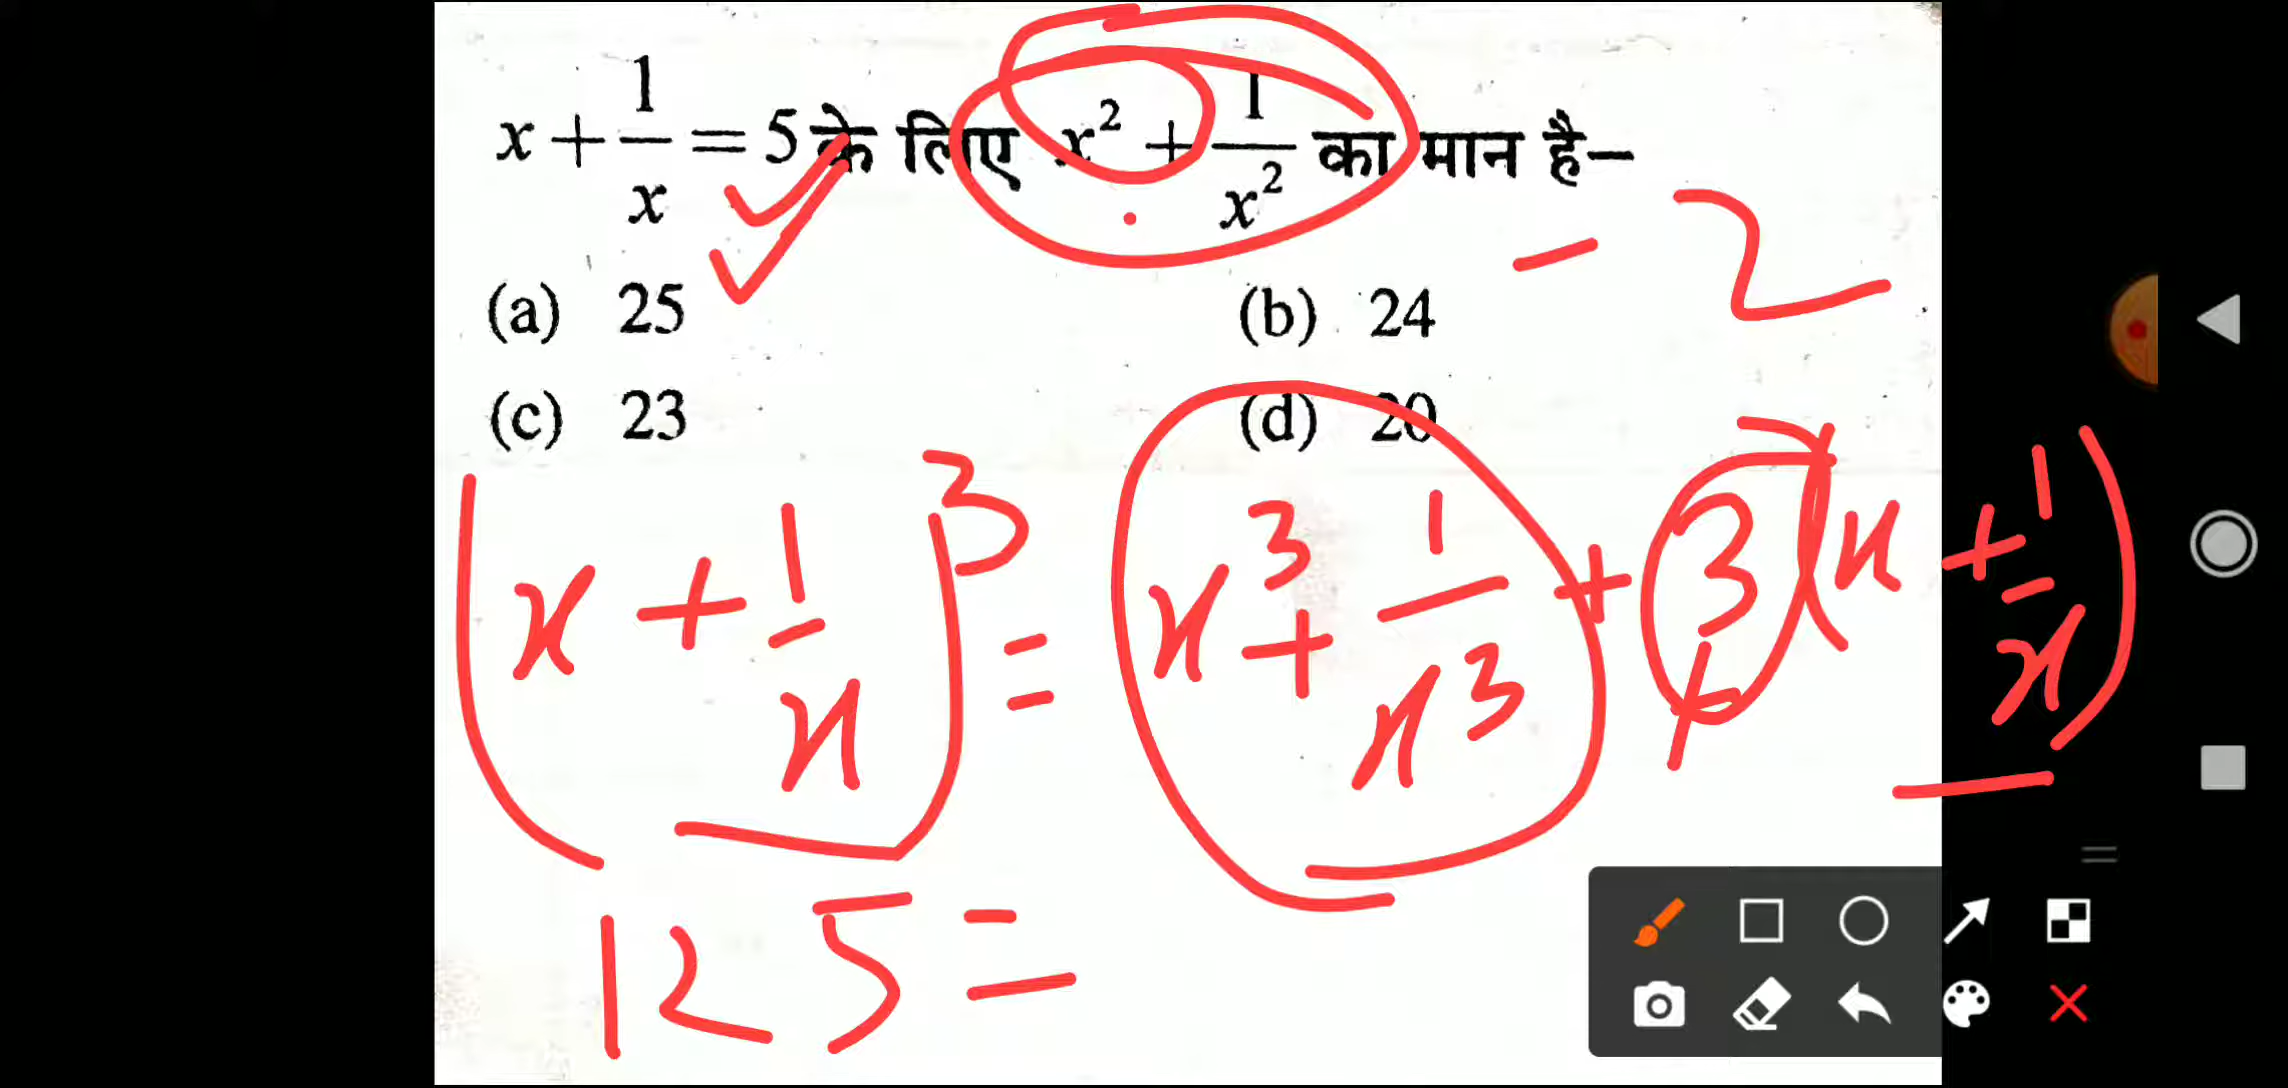 x + 1/x = 5 के लिए x² + 1/x² का मान है–
- 2
(a) 25 (b) 24
(c) 23 (d) 20
(x + 1/x)³ = x³ + 1/x³ + 3(x + 1/x)
125 =